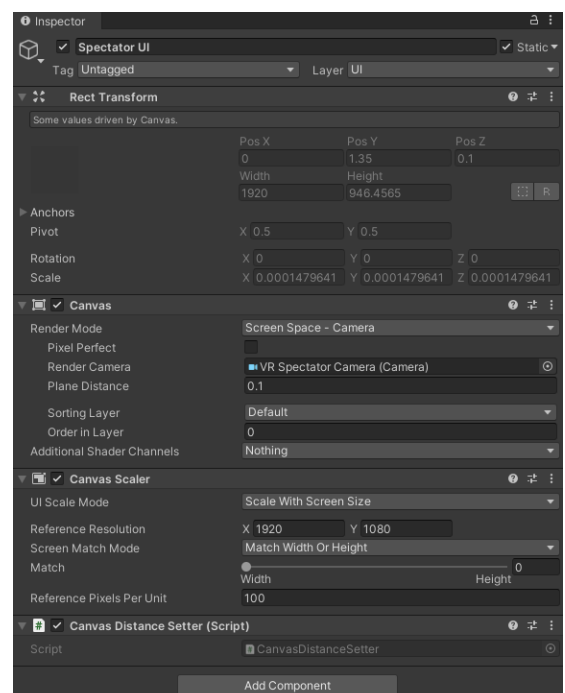 Inspector
Spectator UI Static
Tag Untagged Layer UI
Rect Transform
Some values driven by Canvas.
Pos X Pos Y Pos Z
0 1.35 0.1
Width Height
1920 946.4565 R
Anchors
Pivot X 0.5 Y 0.5
Rotation X 0 Y 0 Z 0
Scale X 0.0001479641 Y 0.0001479641 Z 0.0001479641
Canvas
Render Mode Screen Space - Camera
Pixel Perfect
Render Camera VR Spectator Camera (Camera)
Plane Distance 0.1
Sorting Layer Default
Order in Layer 0
Additional Shader Channels Nothing
Canvas Scaler
UI Scale Mode Scale With Screen Size
Reference Resolution X 1920 Y 1080
Screen Match Mode Match Width Or Height
Match 0
Width Height
Reference Pixels Per Unit 100
# Canvas Distance Setter (Script)
Script CanvasDistanceSetter
Add Component